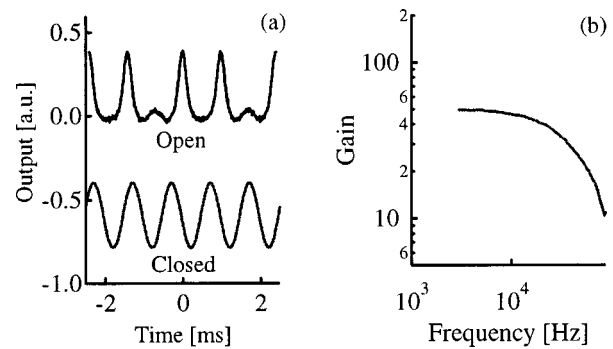 (a)
0.5
0.0
-0.5
-1.0
Output [a.u.]
Open
Closed
-2
0
2
Time [ms]
(b)
2
100
6
4
2
10
6
Gain
10³
10⁴
Frequency [Hz]